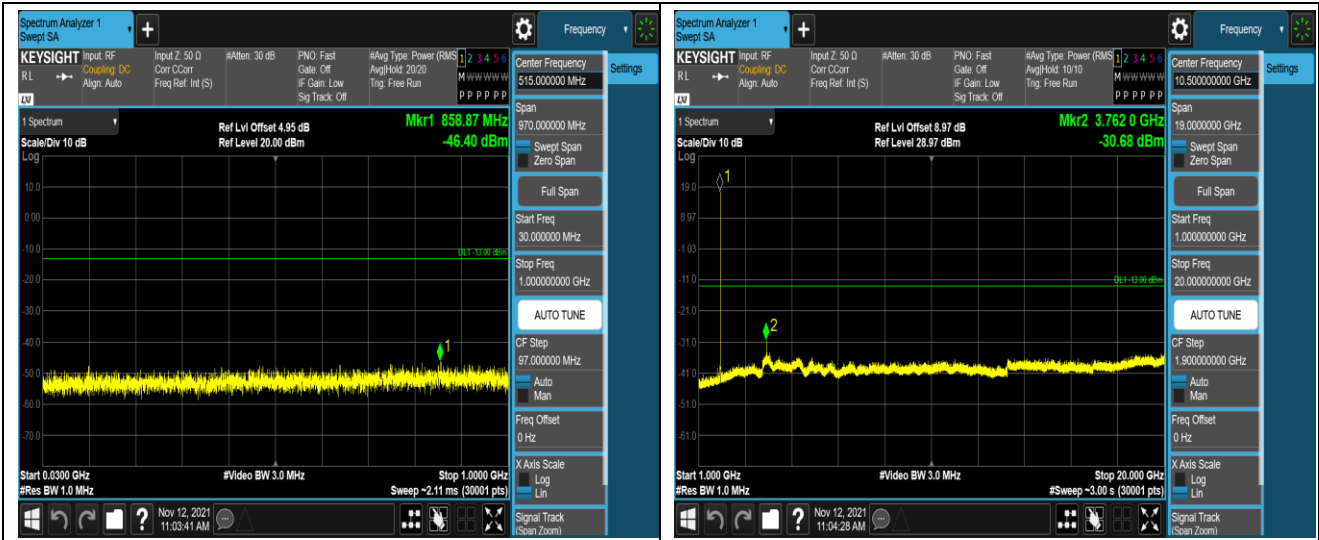 Spectrum Analyzer 1
Swept SA
+
Frequency
KEYSIGHT Input: RF Input Z: 50 Ω #Atten: 30 dB PNO: Fast #Avg Type: Power (RMS 1 2 3 4 5 6
RL Coupling: DC Corr CCorr Gate: Off Avg|Hold: 20/20 M W W W W W
Align: Auto Freq Ref: Int (S) IF Gain: Low Trig: Free Run
Sig Track: Off P P P P P P
LXI
Center Frequency
515.000000 MHz
Settings
1 Spectrum
Ref Lvl Offset 4.95 dB
Mkr1 858.87 MHz
Scale/Div 10 dB
Ref Level 20.00 dBm
-46.40 dBm
Log
10.0
0.00
-10.0
DL1 -13.00 dBm
-20.0
-30.0
-40.0
1
-50.0
-60.0
-70.0
Start 0.0300 GHz
#Video BW 3.0 MHz
Stop 1.0000 GHz
#Res BW 1.0 MHz
Sweep ~2.11 ms (30001 pts)
Span
970.000000 MHz
Swept Span
Zero Span
Full Span
Start Freq
30.000000 MHz
Stop Freq
1.000000000 GHz
AUTO TUNE
CF Step
97.000000 MHz
Auto
Man
Freq Offset
0 Hz
X Axis Scale
Log
Lin
Signal Track
(Span Zoom)
?
Nov 12, 2021
11:03:41 AM
Spectrum Analyzer 1
Swept SA
+
Frequency
KEYSIGHT Input: RF Input Z: 50 Ω #Atten: 30 dB PNO: Fast #Avg Type: Power (RMS 1 2 3 4 5 6
RL Coupling: DC Corr CCorr Gate: Off Avg|Hold: 10/10 M W W W W W
Align: Auto Freq Ref: Int (S) IF Gain: Low Trig: Free Run
Sig Track: Off P P P P P P
LXI
Center Frequency
10.500000000 GHz
Settings
1 Spectrum
Ref Lvl Offset 8.97 dB
Mkr2 3.762 0 GHz
Scale/Div 10 dB
Ref Level 28.97 dBm
-30.68 dBm
Log
1
19.0
8.97
-1.03
-11.0
DL1 -13.00 dBm
-21.0
2
-31.0
-41.0
-51.0
-61.0
Start 1.000 GHz
#Video BW 3.0 MHz
Stop 20.000 GHz
#Res BW 1.0 MHz
#Sweep ~3.00 s (30001 pts)
Span
19.0000000 GHz
Swept Span
Zero Span
Full Span
Start Freq
1.000000000 GHz
Stop Freq
20.000000000 GHz
AUTO TUNE
CF Step
1.900000000 GHz
Auto
Man
Freq Offset
0 Hz
X Axis Scale
Log
Lin
Signal Track
(Span Zoom)
?
Nov 12, 2021
11:04:28 AM